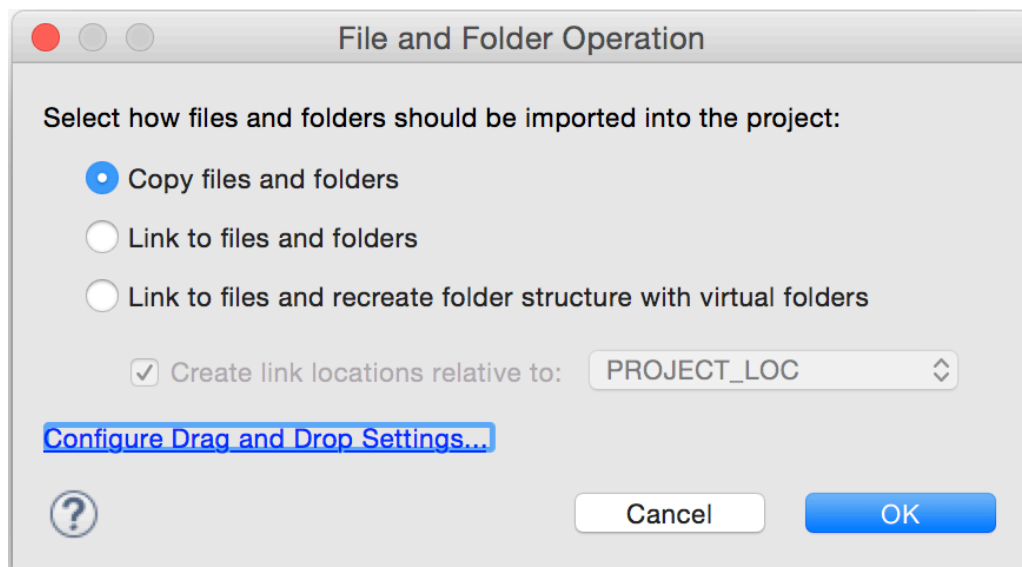 File and Folder Operation
Select how files and folders should be imported into the project:
Copy files and folders
Link to files and folders
Link to files and recreate folder structure with virtual folders
Create link locations relative to: PROJECT_LOC
Configure Drag and Drop Settings...
? Cancel OK